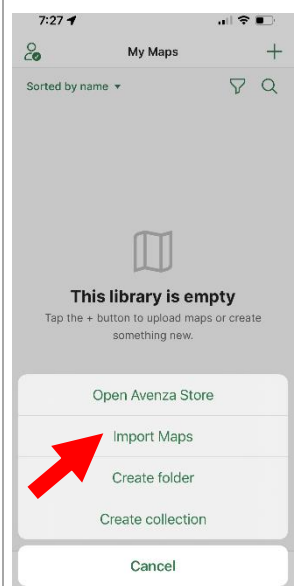 7:27
My Maps
Sorted by name
This library is empty
Tap the + button to upload maps or create
something new.
Open Avenza Store
Import Maps
Create folder
Create collection
Cancel